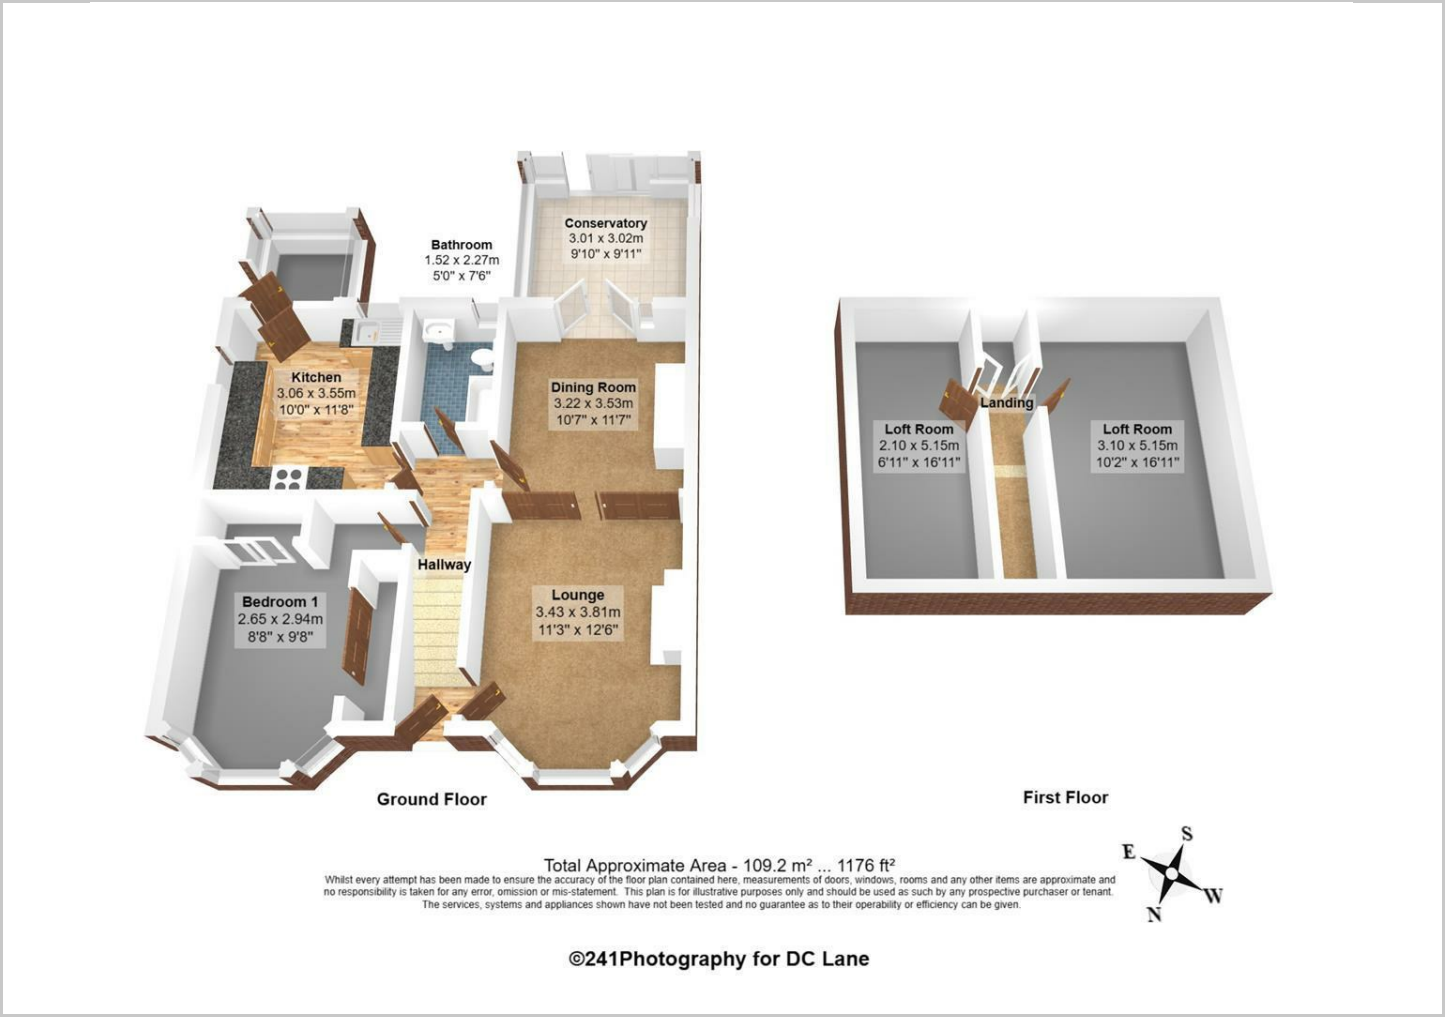 Conservatory
3.01 x 3.02m
9'10" x 9'11"
Bathroom
1.52 x 2.27m
5'0" x 7'6"
Kitchen
3.06 x 3.55m
10'0" x 11'8"
Dining Room
3.22 x 3.53m
10'7" x 11'7"
Landing
Loft Room
2.10 x 5.15m
6'11" x 16'11"
Loft Room
3.10 x 5.15m
10'2" x 16'11"
Hallway
Bedroom 1
2.65 x 2.94m
8'8" x 9'8"
Lounge
3.43 x 3.81m
11'3" x 12'6"
Ground Floor
First Floor
S
E
W
N
Total Approximate Area - 109.2 m² ... 1176 ft²
Whilst every attempt has been made to ensure the accuracy of the floor plan contained here, measurements of doors, windows, rooms and any other items are approximate and
no responsibility is taken for any error, omission or mis-statement. This plan is for illustrative purposes only and should be used as such by any prospective purchaser or tenant.
The services, systems and appliances shown have not been tested and no guarantee as to their operability or efficiency can be given.
©241Photography for DC Lane